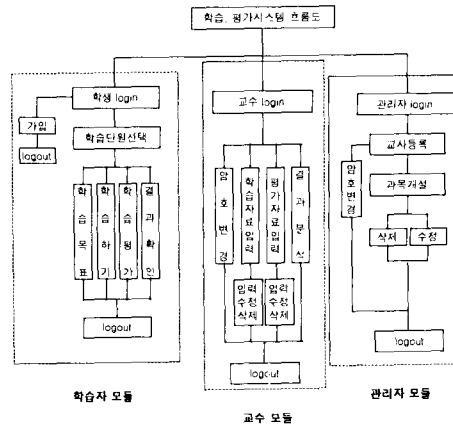 학습, 평가시스템 흐름도
학생 login
가입
logout
학습단원선택
학습목표
학습하기
학습평가
결과확인
logout
학습자 모듈
교수 login
암호변경
학습자료입력
평가자료입력
결과분석
입력
수정
삭제
입력
수정
삭제
logout
교수 모듈
관리자 login
암호변경
교사등록
과목개설
삭제
수정
logout
관리자 모듈